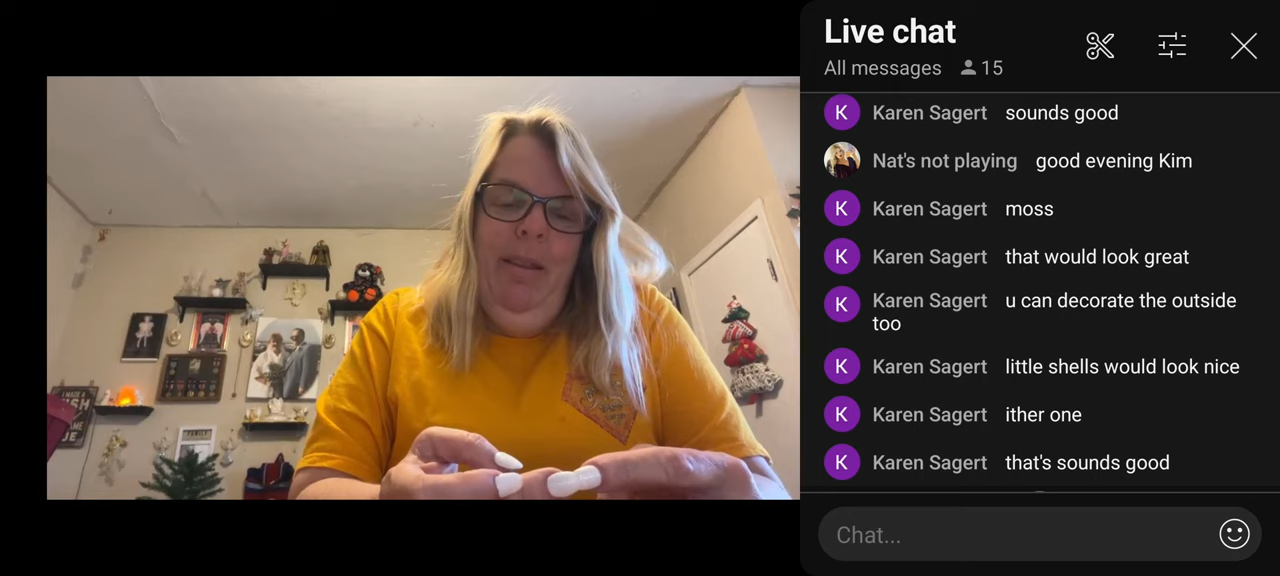 Live chat
All messages 15
Karen Sagert sounds good
Nat's not playing good evening Kim
Karen Sagert moss
Karen Sagert that would look great
Karen Sagert u can decorate the outside
too
Karen Sagert little shells would look nice
Karen Sagert ither one
Karen Sagert that's sounds good
Chat...
I MADE A